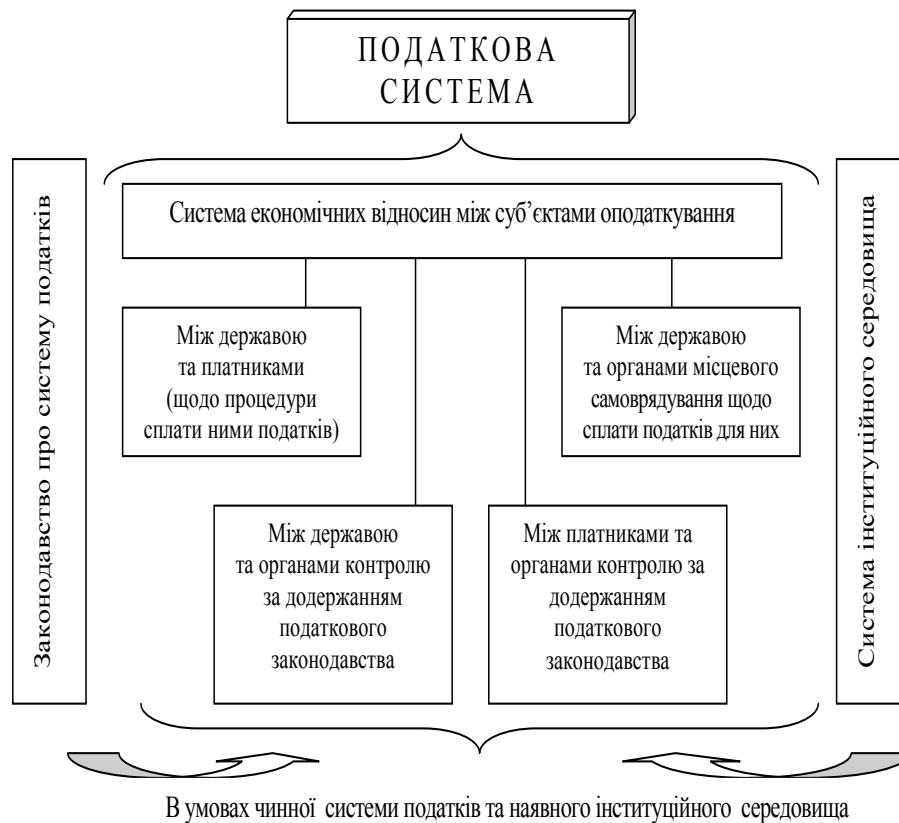 ПОДАТКОВА
СИСТЕМА
Законодавство про систему податків
Система економічних відносин між суб’єктами оподаткування
Між державою
та платниками
(щодо процедури
сплати ними податків)
Між державою
та органами місцевого
самоврядування щодо
сплати податків для них
Між державою
та органами контролю
за додержанням
податкового
законодавства
Між платниками та
органами контролю за
додержанням
податкового
законодавства
Система інституційного середовища
В умовах чинної системи податків та наявного інституційного середовища